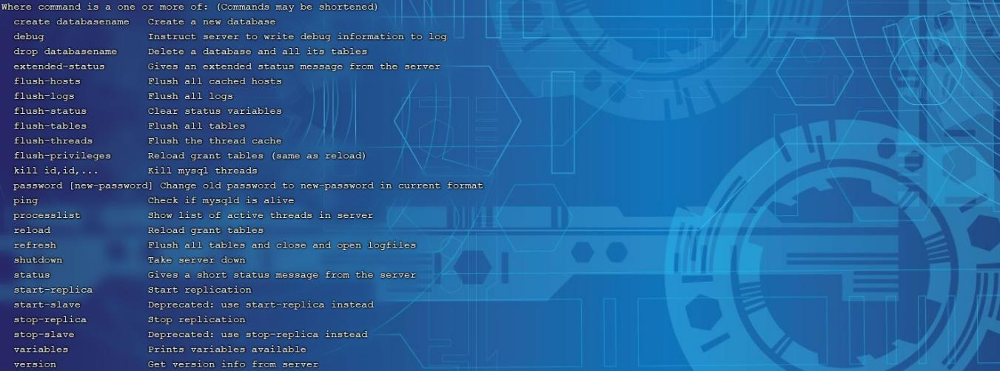 Where command is a one or more of: (Commands may be shortened)
create databasename Create a new database
debug Instruct server to write debug information to log
drop databasename Delete a database and all its tables
extended-status Gives an extended status message from the server
flush-hosts Flush all cached hosts
flush-logs Flush all logs
flush-status Clear status variables
flush-tables Flush all tables
flush-threads Flush the thread cache
flush-privileges Reload grant tables (same as reload)
kill id,id,... Kill mysql threads
password [new-password] Change old password to new-password in current format
ping Check if mysqld is alive
processlist Show list of active threads in server
reload Reload grant tables
refresh Flush all tables and close and open logfiles
shutdown Take server down
status Gives a short status message from the server
start-replica Start replication
start-slave Deprecated: use start-replica instead
stop-replica Stop replication
stop-slave Deprecated: use stop-replica instead
variables Prints variables available
version Get version info from server